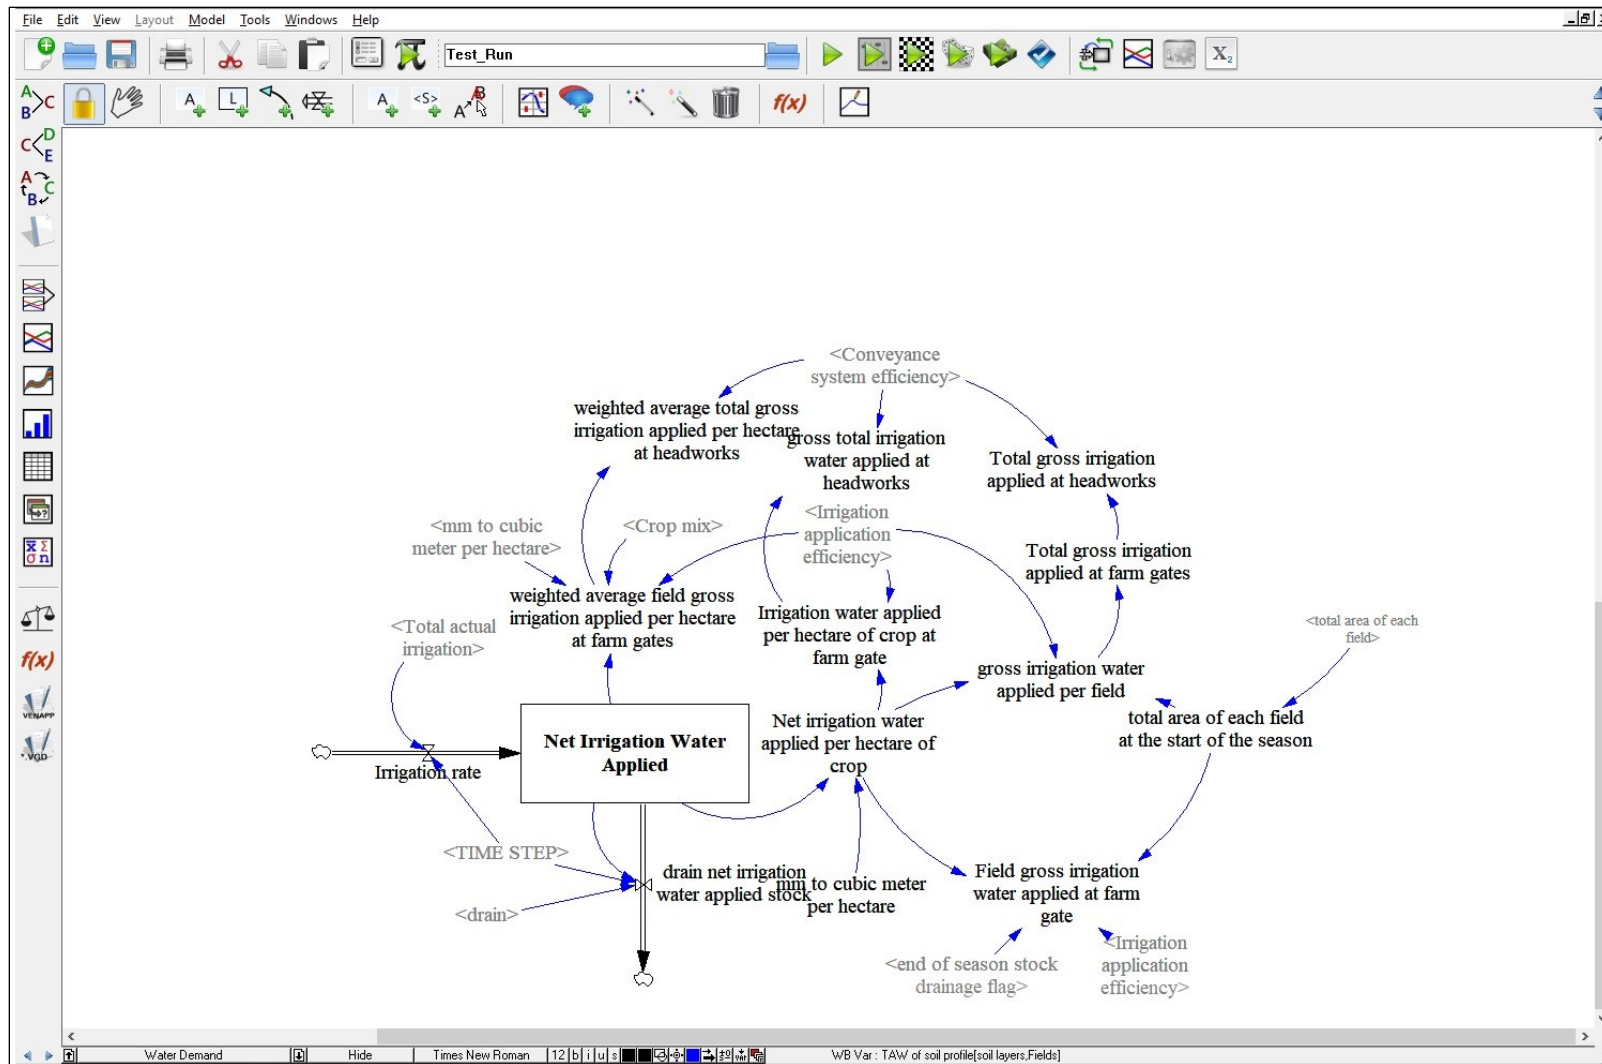 File Edit View Layout Model Tools Windows Help
Test_Run
X₂
A B C
A L A <S> A B f(x)
C D E
A C B
<Conveyance
system efficiency>
weighted average total gross
irrigation applied per hectare
at headworks
gross total irrigation
water applied at
headworks
Total gross irrigation
applied at headworks
<mm to cubic
meter per hectare>
<Crop mix>
<Irrigation
application
efficiency>
Total gross irrigation
applied at farm gates
weighted average field gross
irrigation applied per hectare
at farm gates
Irrigation water applied
per hectare of crop at
farm gate
<Total actual
irrigation>
<total area of each
field>
gross irrigation water
applied per field
f(x)
VENAPP
*.VGD
Net Irrigation Water
Applied
Net irrigation water
applied per hectare of
crop
total area of each field
at the start of the season
Irrigation rate
<TIME STEP>
drain net irrigation
water applied stock
mm to cubic meter
per hectare
Field gross irrigation
water applied at farm
gate
<drain>
<end of season stock
drainage flag>
<Irrigation
application
efficiency>
Water Demand Hide Times New Roman 12 b i u s WB Var : TAW of soil profile[soil layers,Fields]